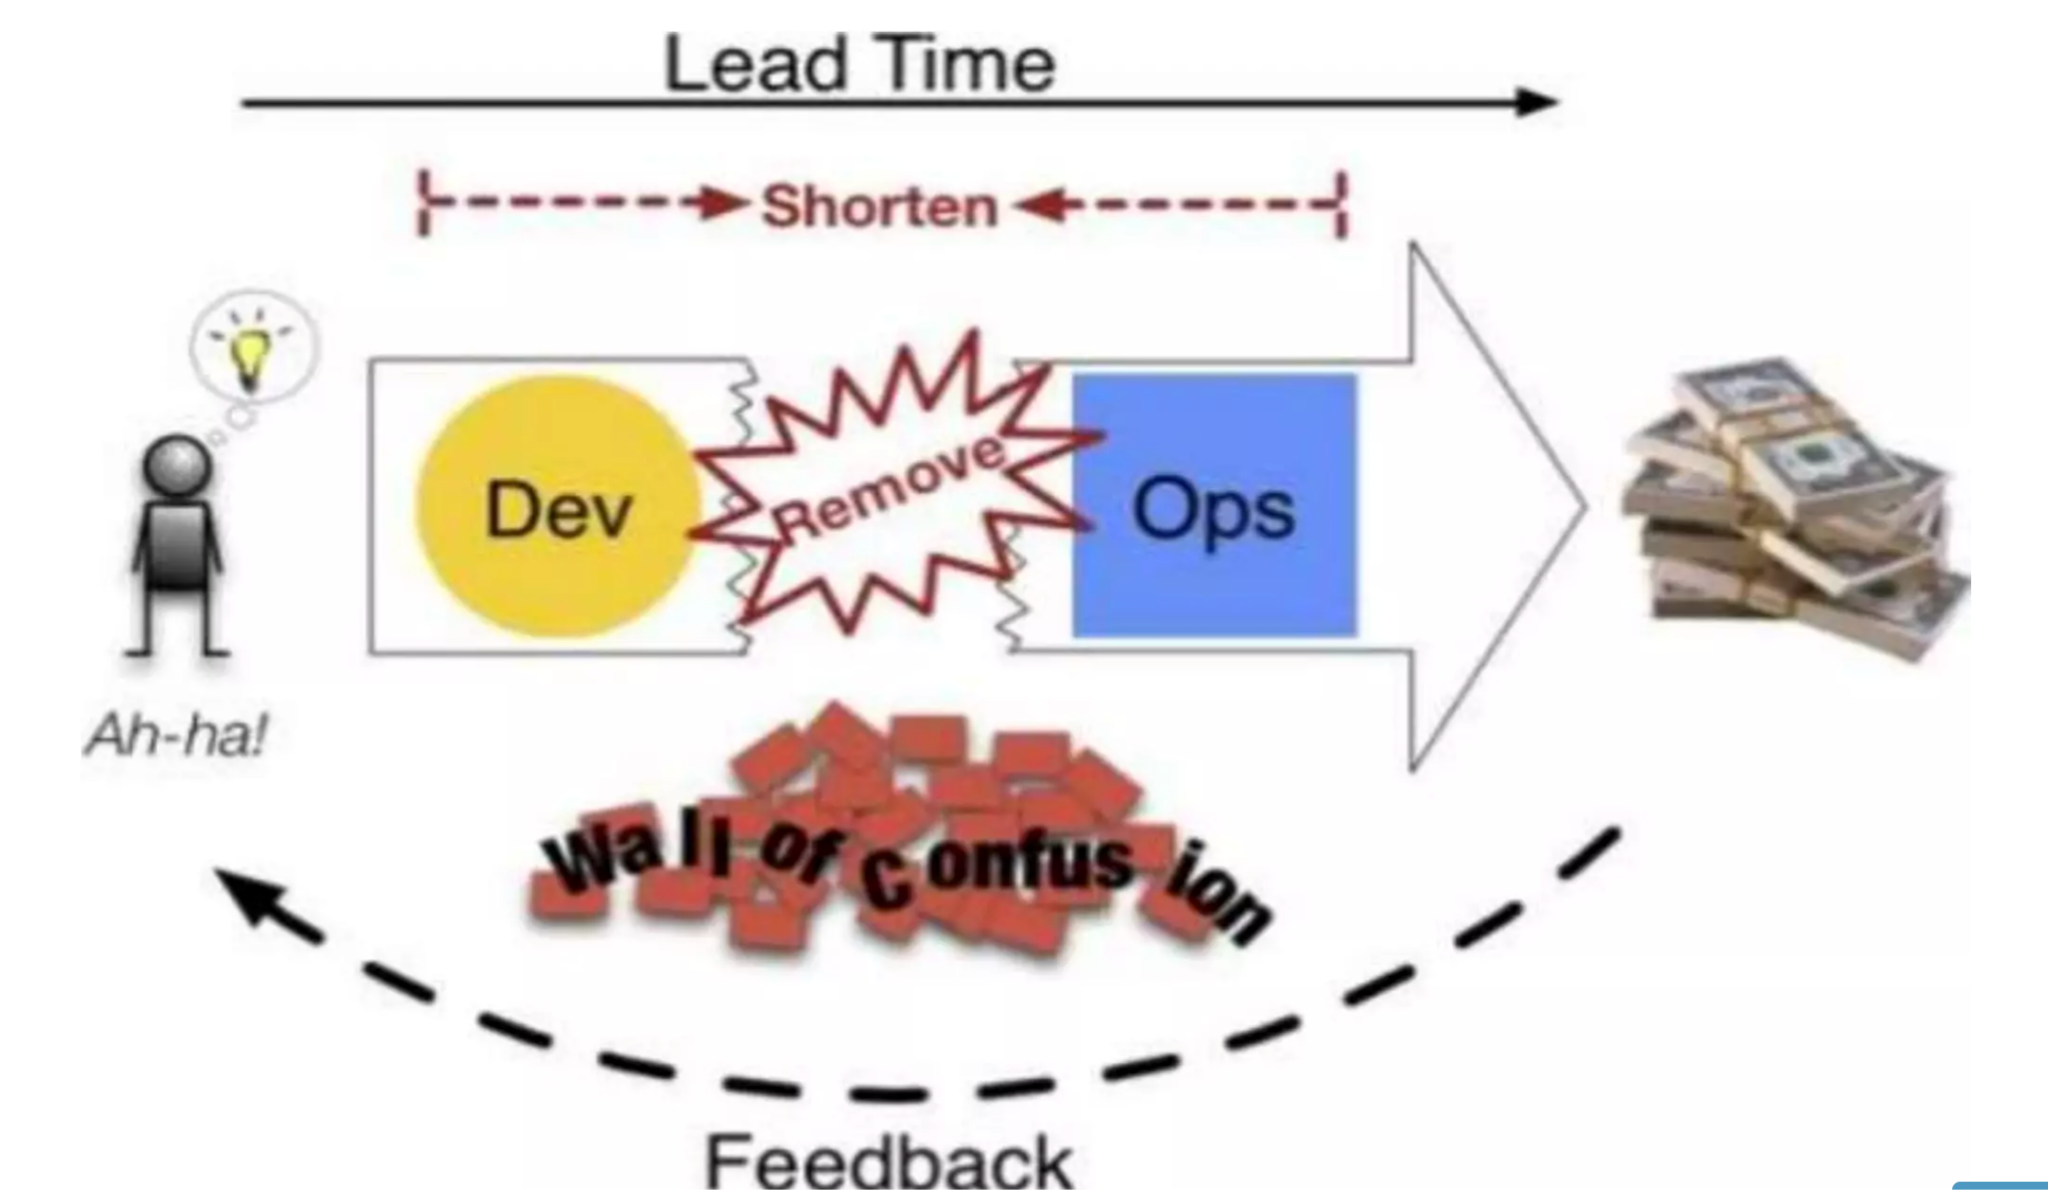 Lead Time
Shorten
Dev
Remove
Ops
Ah-ha!
Wall of Confusion
Feedback